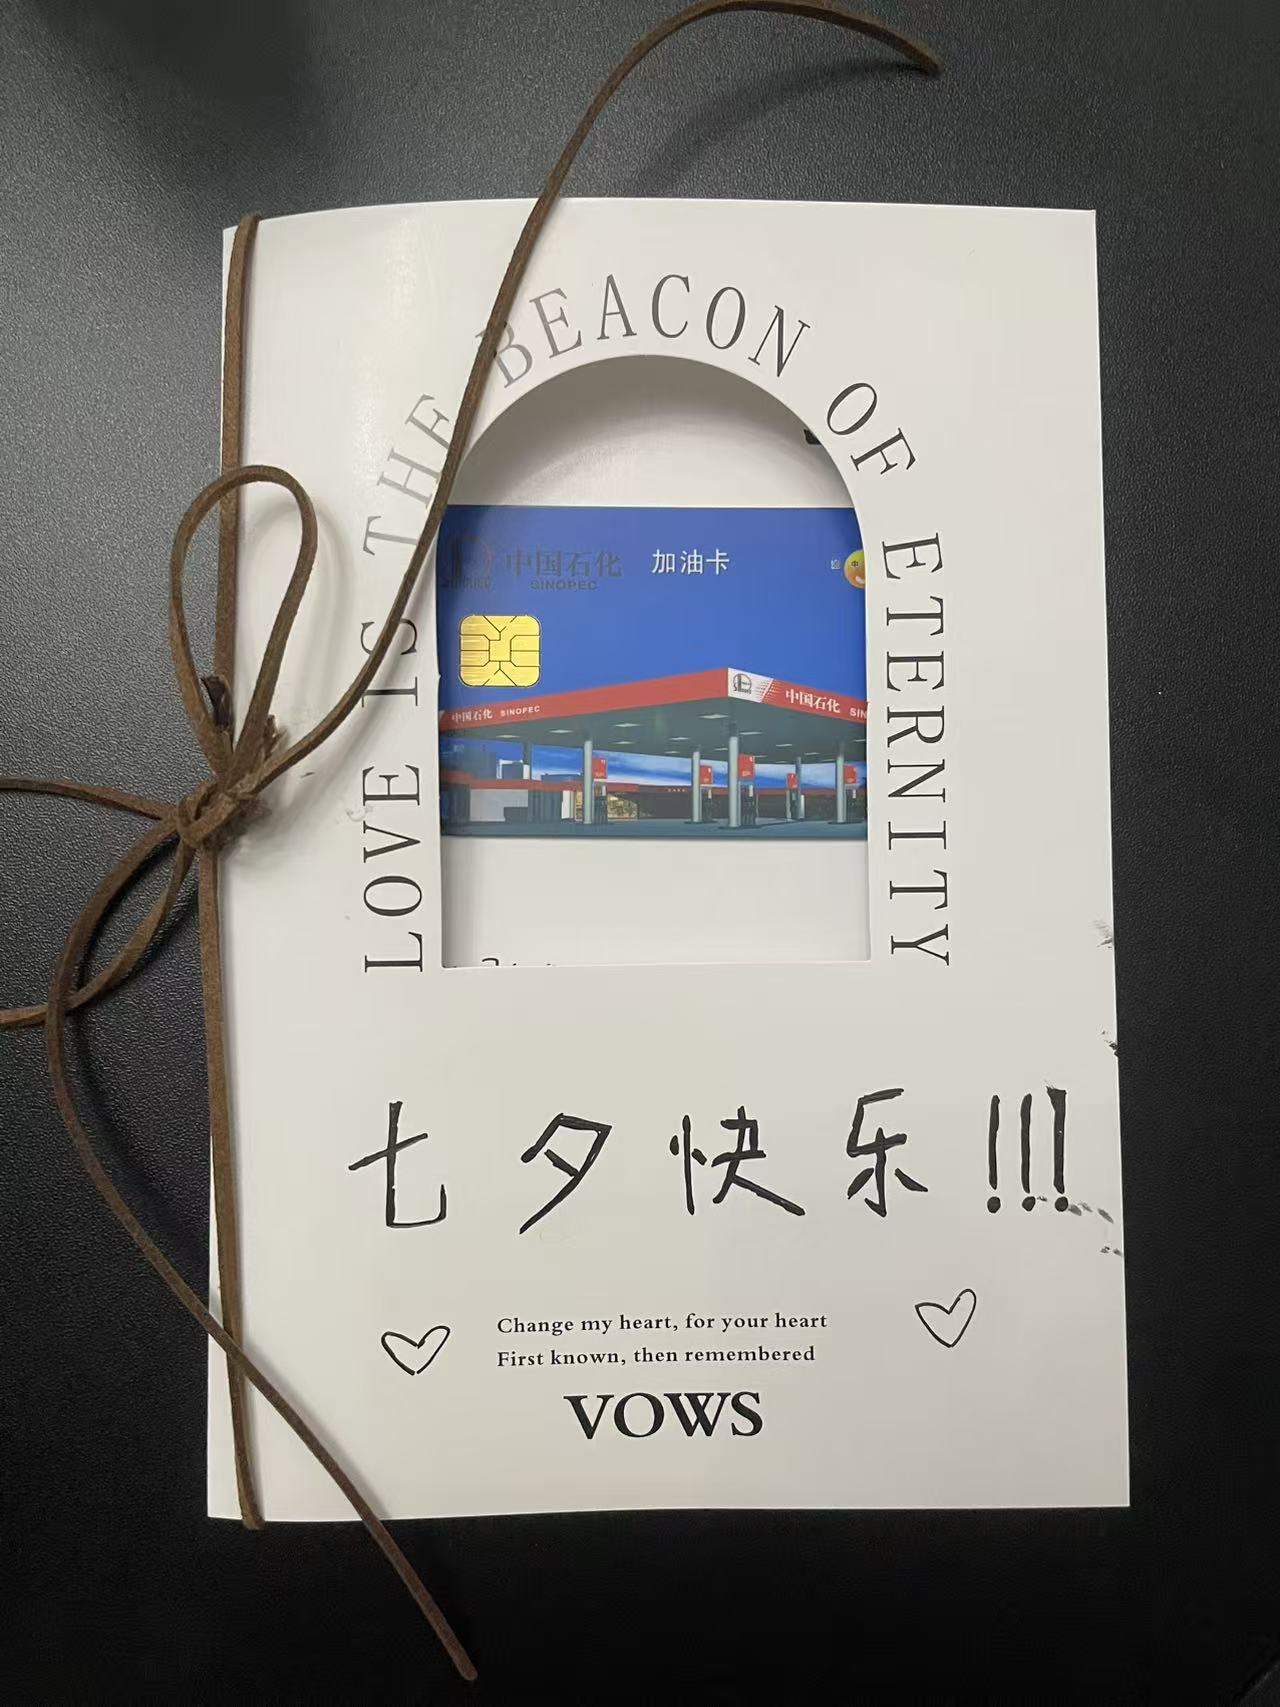 LOVE IS THE BEACON OF ETERNITY
中国石化 加油卡
SINOPEC
中国石化 SINOPEC
中国石化 SIN
七夕快乐!!!
Change my heart, for your heart
First known, then remembered
VOWS